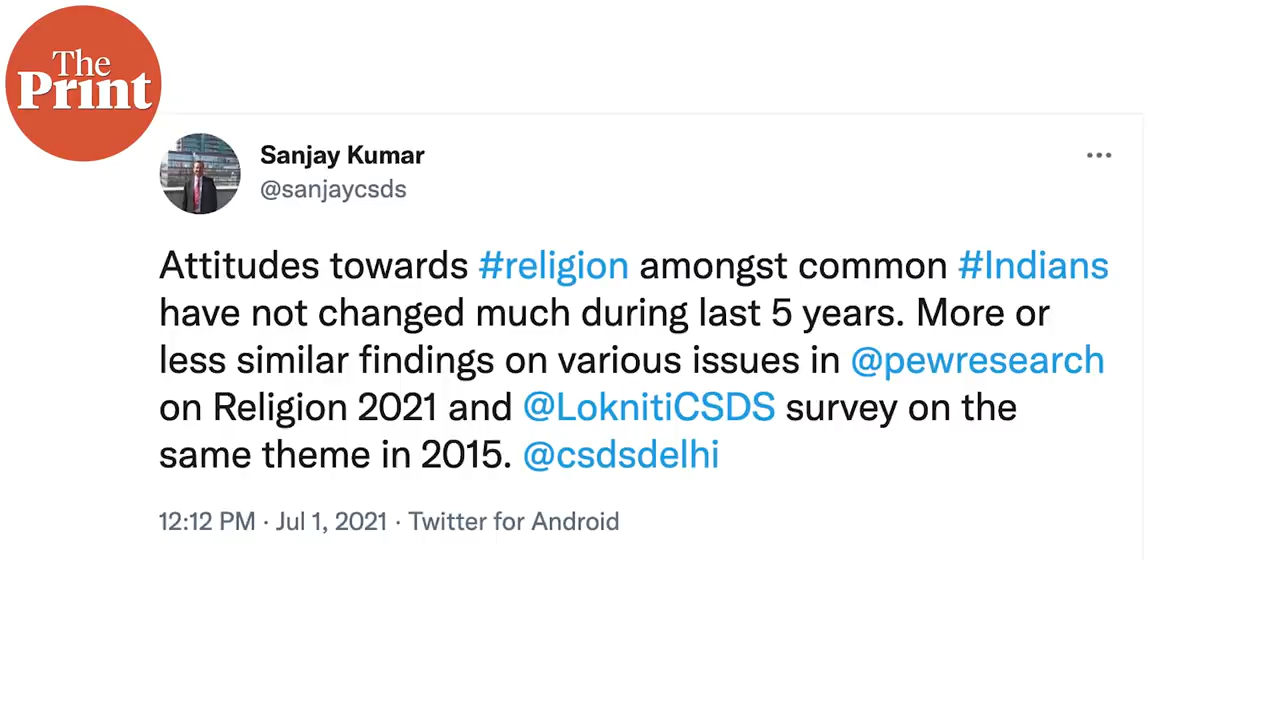 The
Print
Sanjay Kumar
@sanjaycsds
Attitudes towards #religion amongst common #Indians
have not changed much during last 5 years. More or
less similar findings on various issues in @pewresearch
on Religion 2021 and @LoknitiCSDS survey on the
same theme in 2015. @csdsdelhi
12:12 PM · Jul 1, 2021 · Twitter for Android